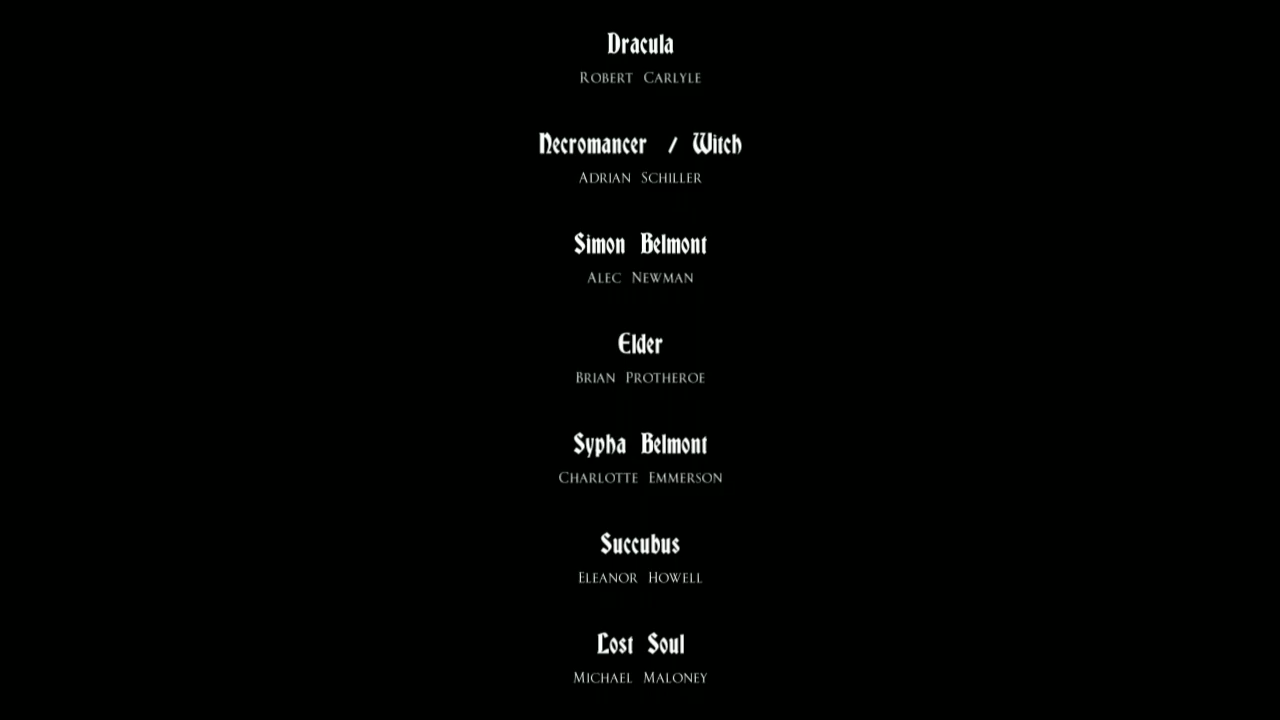 Dracula
Robert Carlyle
Necromancer / Witch
Adrian Schiller
Simon Belmont
Alec Newman
Elder
Brian Protheroe
Sypha Belmont
Charlotte Emmerson
Succubus
Eleanor Howell
Lost Soul
Michael Maloney